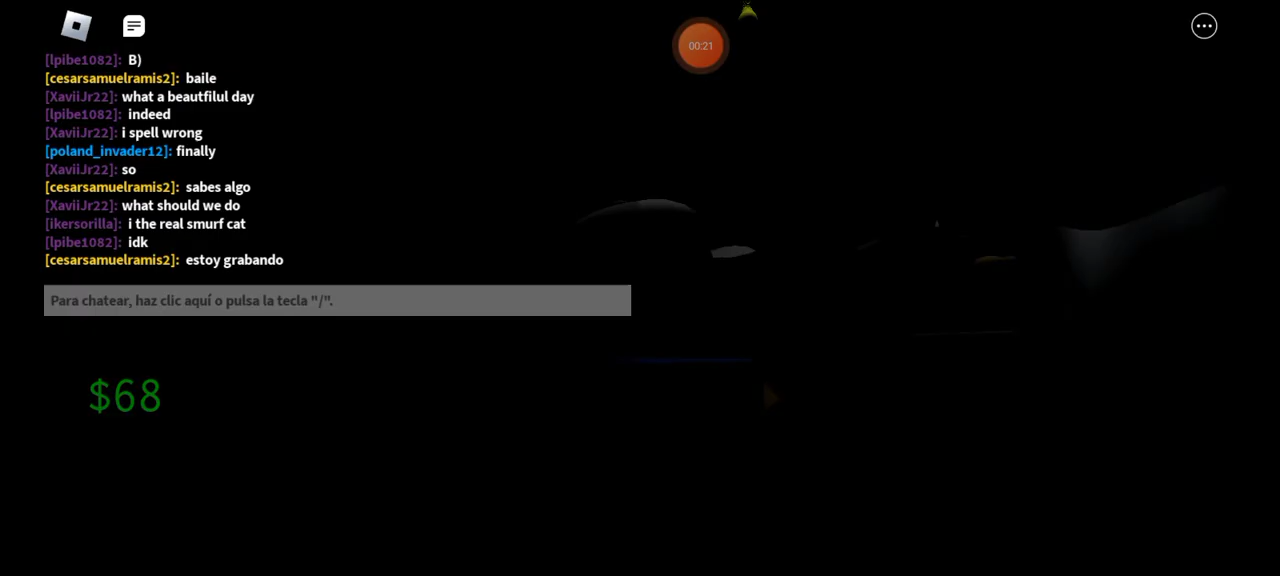 00:21
[lpibe1082]: B)
[cesarsamuelramis2]: baile
[XaviiJr22]: what a beautfilul day
[lpibe1082]: indeed
[XaviiJr22]: i spell wrong
[poland_invader12]: finally
[XaviiJr22]: so
[cesarsamuelramis2]: sabes algo
[XaviiJr22]: what should we do
[ikersorilla]: i the real smurf cat
[lpibe1082]: idk
[cesarsamuelramis2]: estoy grabando
Para chatear, haz clic aquí o pulsa la tecla "/".
$68